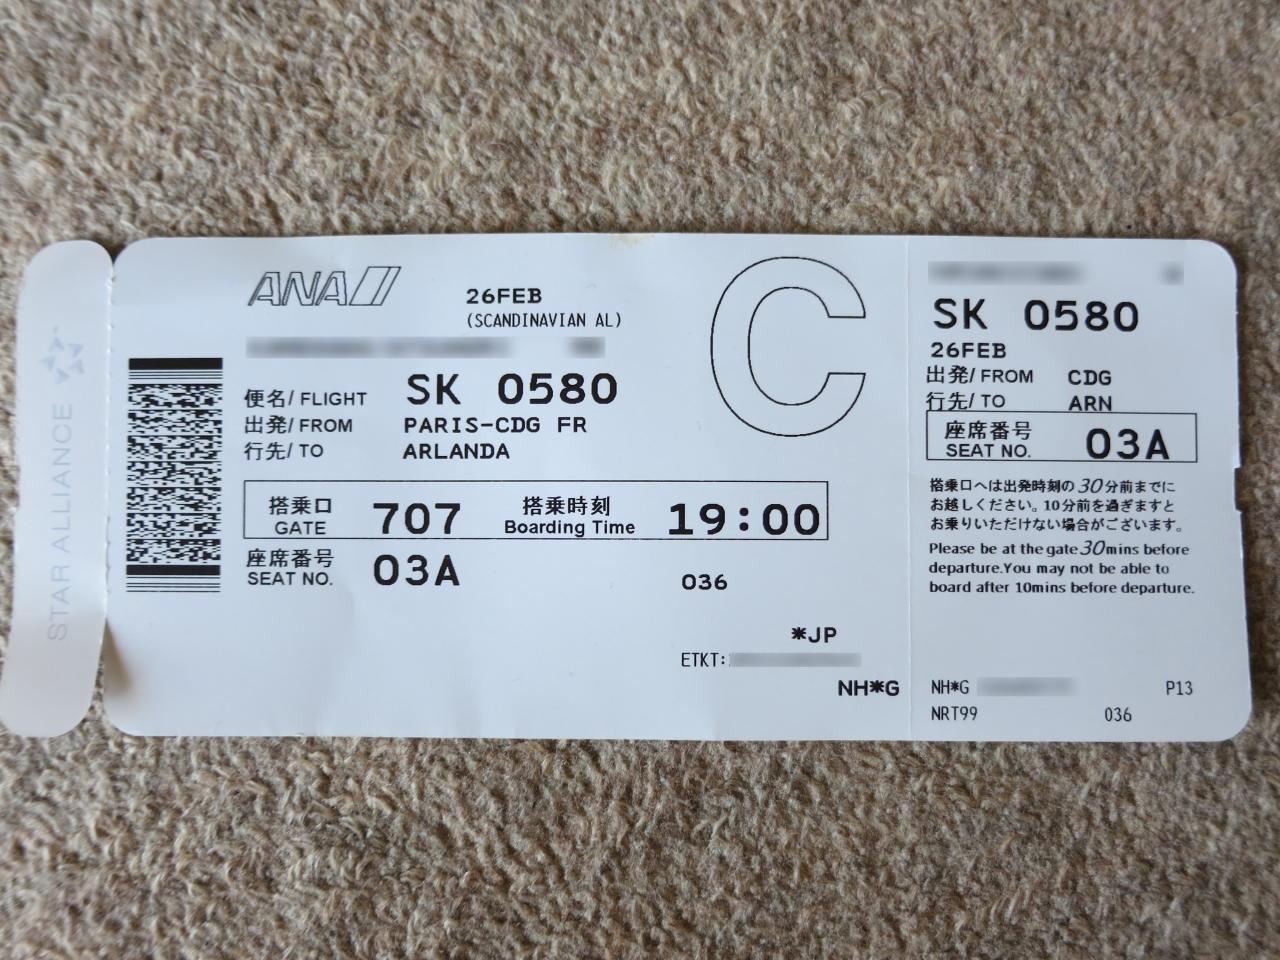 STAR ALLIANCE
ANA
26FEB
(SCANDINAVIAN AL)
C
便名/ FLIGHT SK 0580
出発/ FROM PARIS-CDG FR
行先/ TO ARLANDA
搭乗口 GATE 707 搭乗時刻 Boarding Time 19:00
座席番号 SEAT NO. 03A
036
*JP
ETKT:
NH*G
SK 0580
26FEB
出発/ FROM CDG
行先/ TO ARN
座席番号 SEAT NO. 03A
搭乗口へは出発時刻の30分前までに
お越しください。10分前を過ぎますと
お乗りいただけない場合がございます。
Please be at the gate 30mins before
departure.You may not be able to
board after 10mins before departure.
NH*G P13
NRT99 036